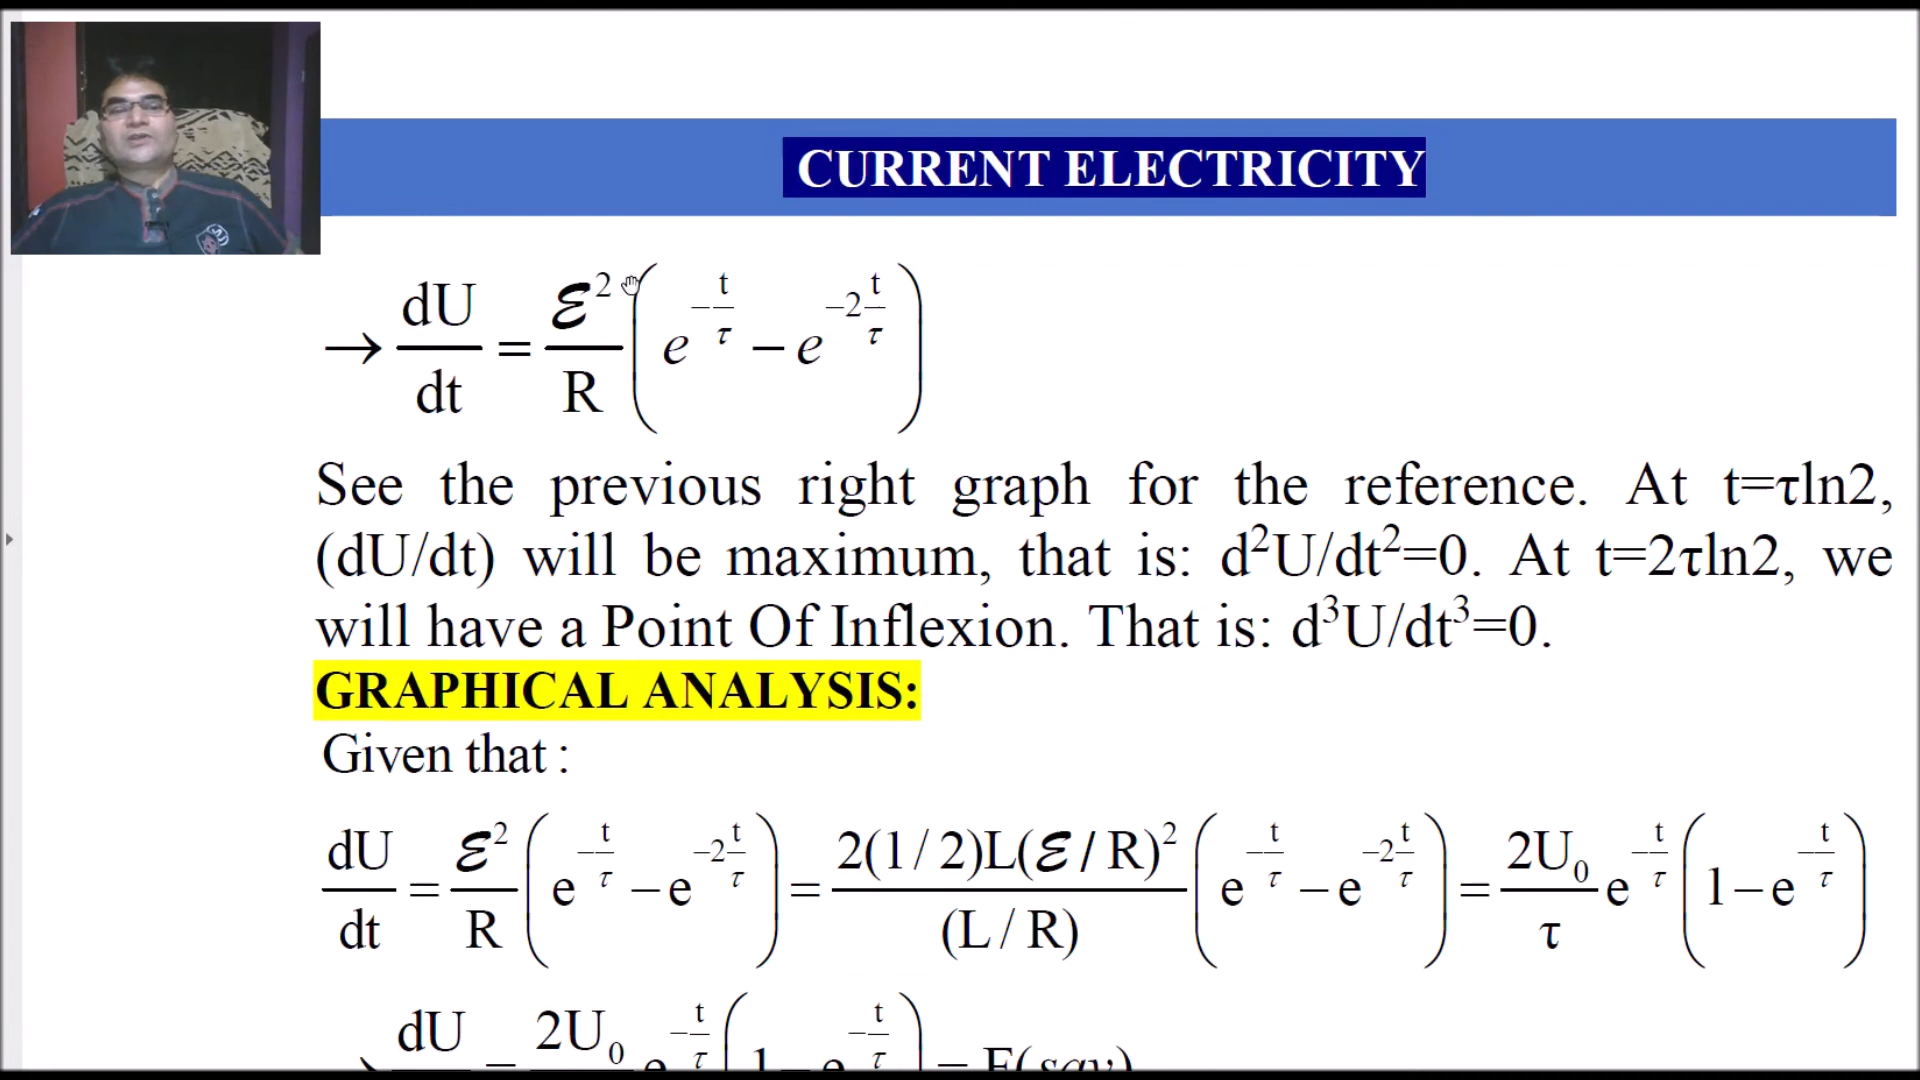 CURRENT ELECTRICITY
→ dU/dt = ℰ²/R (e^(−t/τ) − e^(−2t/τ))
See the previous right graph for the reference. At t=τln2,
(dU/dt) will be maximum, that is: d²U/dt²=0. At t=2τln2, we
will have a Point Of Inflexion. That is: d³U/dt³=0.
GRAPHICAL ANALYSIS:
Given that :
dU/dt = ℰ²/R (e^(−t/τ) − e^(−2t/τ)) = 2(1/2)L(ℰ/R)²/(L/R) (e^(−t/τ) − e^(−2t/τ)) = 2U₀/τ e^(−t/τ) (1−e^(−t/τ))